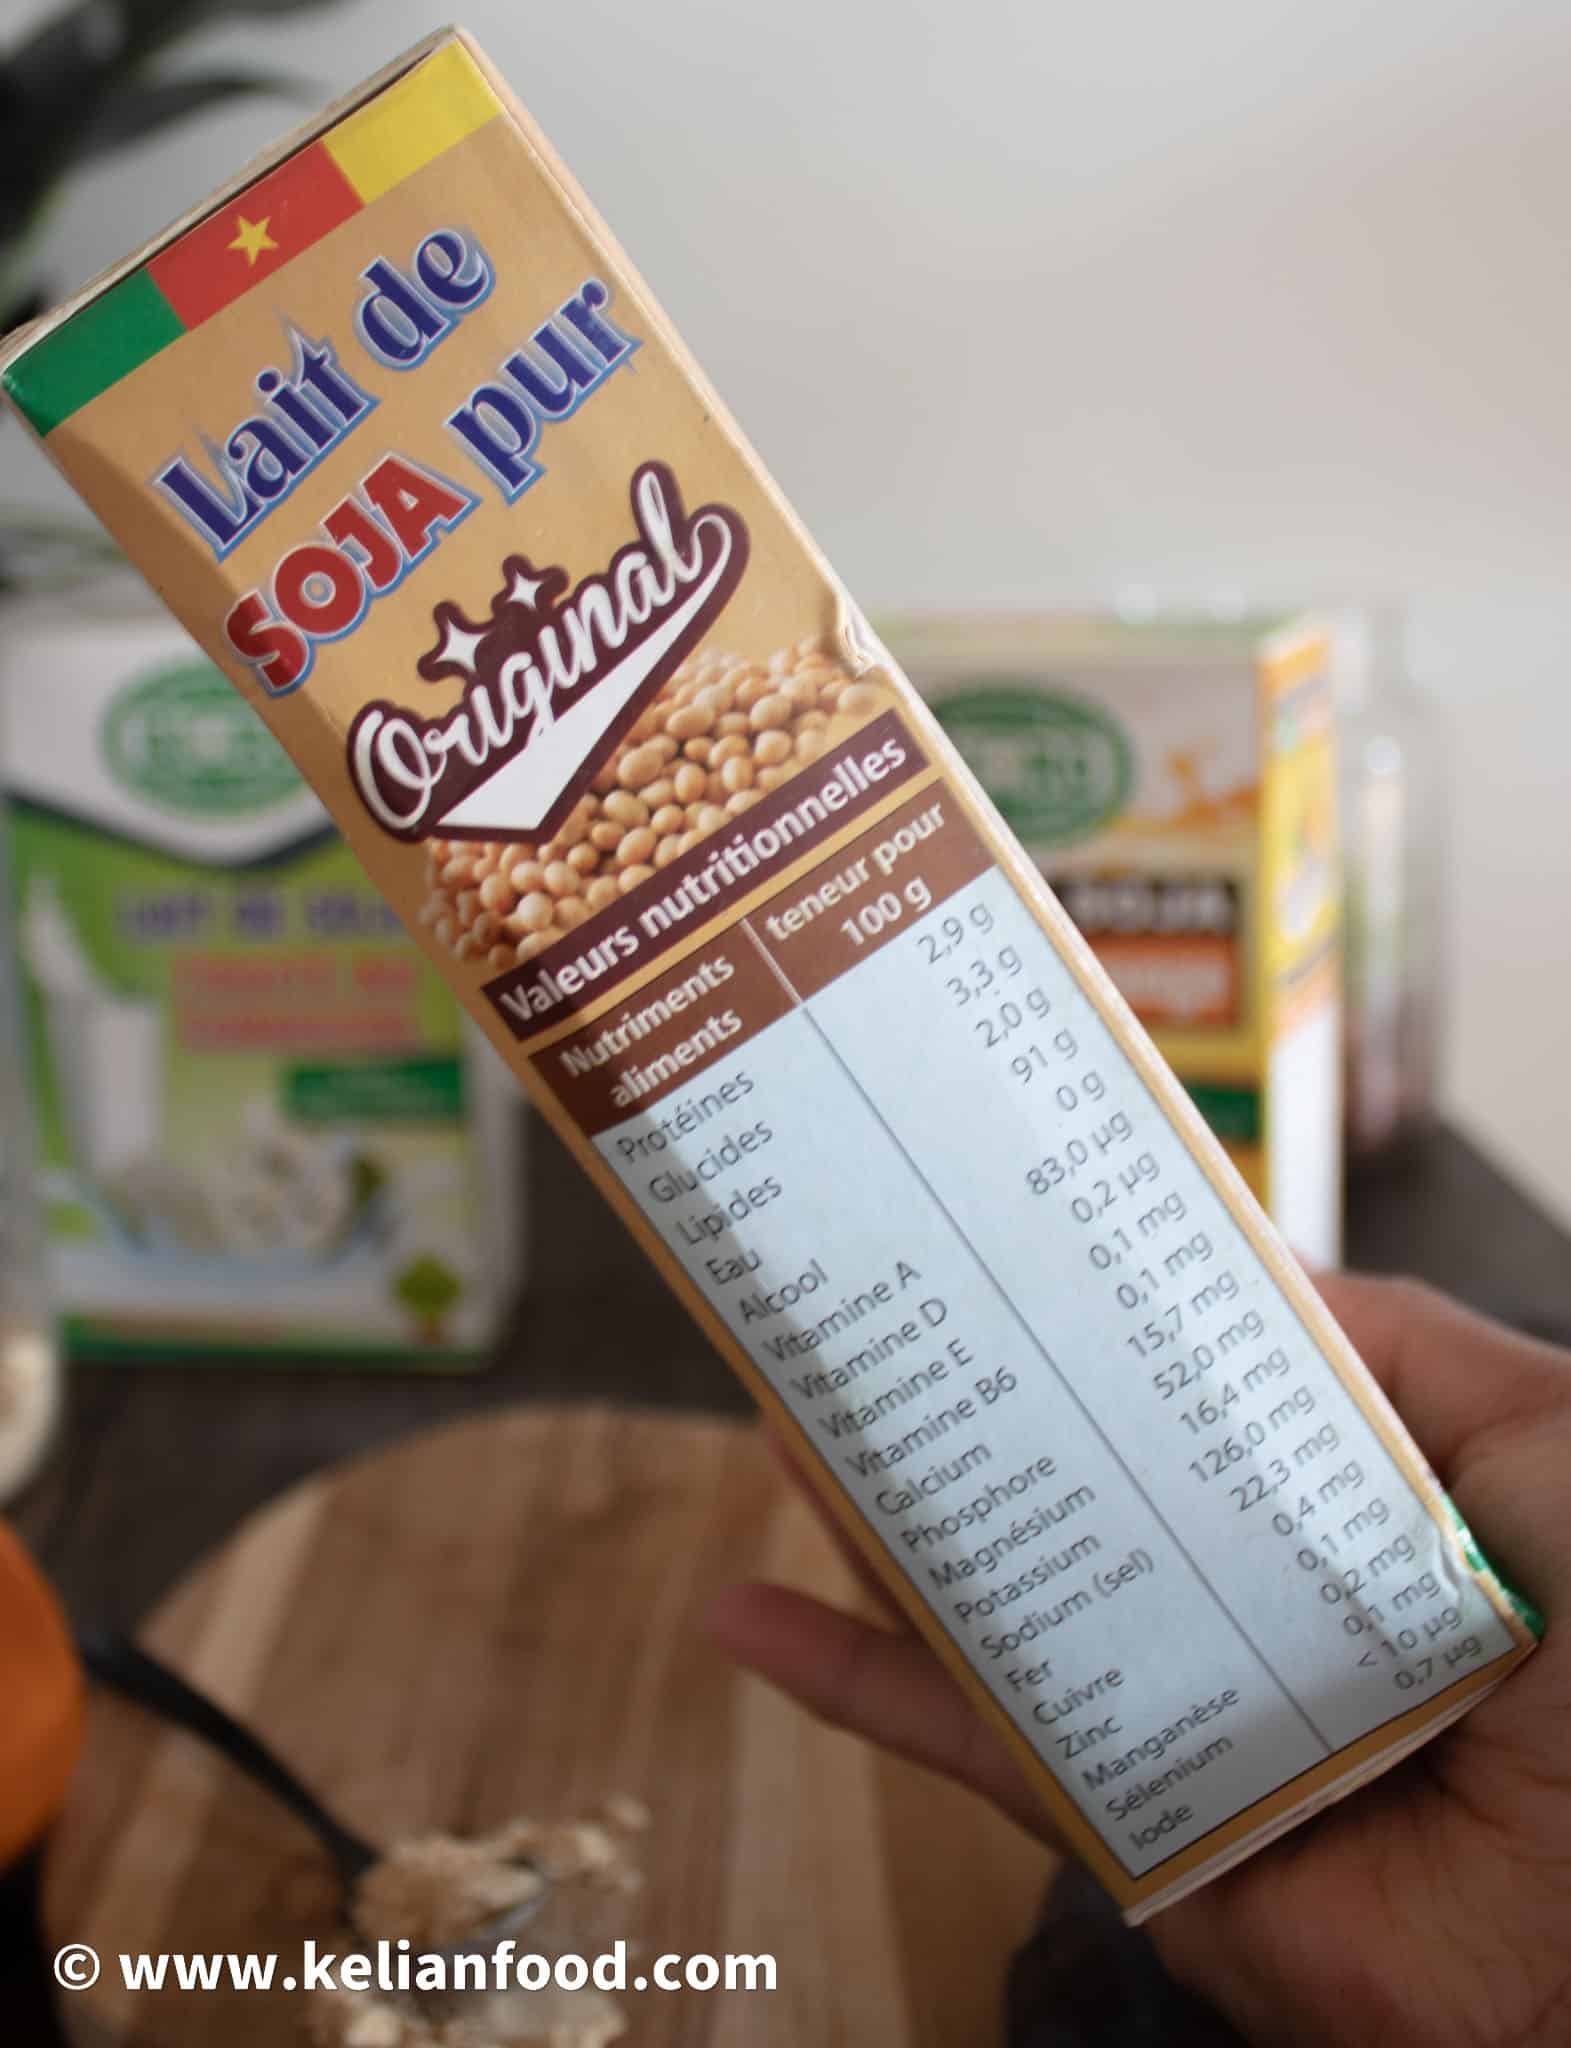 Lait de
SOJA pur
Original
Valeurs nutritionnelles
Nutriments aliments teneur pour 100 g
Protéines 2,9 g
Glucides 3,3 g
Lipides 2,0 g
Eau 91 g
Alcool 0 g
Vitamine A 83,0 µg
Vitamine D 0,2 µg
Vitamine E 0,1 mg
Vitamine B6 0,1 mg
Calcium 15,7 mg
Phosphore 52,0 mg
Magnésium 16,4 mg
Potassium 126,0 mg
Sodium (sel) 22,3 mg
Fer 0,4 mg
Cuivre 0,1 mg
Zinc 0,2 mg
Manganèse 0,1 mg
Sélenium < 10 µg
Iode 0,7 µg
SOJA
© www.kelianfood.com